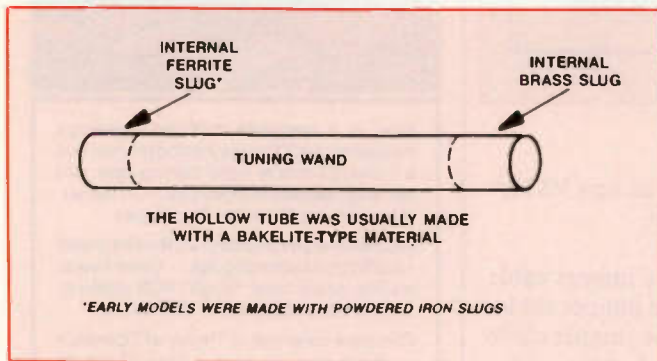 INTERNAL
FERRITE
SLUG*
INTERNAL
BRASS SLUG
TUNING WAND
THE HOLLOW TUBE WAS USUALLY MADE
WITH A BAKELITE-TYPE MATERIAL
*EARLY MODELS WERE MADE WITH POWDERED IRON SLUGS